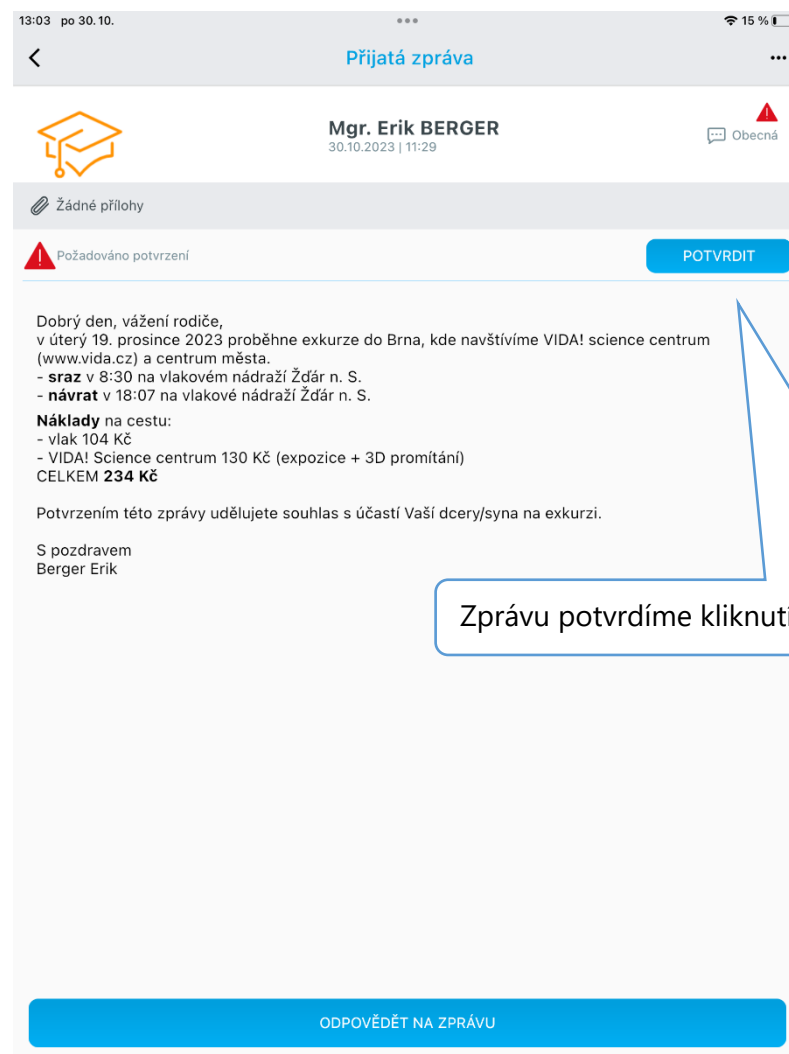 13:03 po 30. 10.
15 %
Přijatá zpráva
Mgr. Erik BERGER
30.10.2023 | 11:29
Obecná
Žádné přílohy
Požadováno potvrzení
POTVRDIT
Dobrý den, vážení rodiče,
v úterý 19. prosince 2023 proběhne exkurze do Brna, kde navštívíme VIDA! science centrum
(www.vida.cz) a centrum města.
- sraz v 8:30 na vlakovém nádraží Žďár n. S.
- návrat v 18:07 na vlakové nádraží Žďár n. S.
Náklady na cestu:
- vlak 104 Kč
- VIDA! Science centrum 130 Kč (expozice + 3D promítání)
CELKEM 234 Kč
Potvrzením této zprávy udělujete souhlas s účastí Vaší dcery/syna na exkurzi.
S pozdravem
Berger Erik
Zprávu potvrdíme kliknutí
ODPOVĚDĚT NA ZPRÁVU